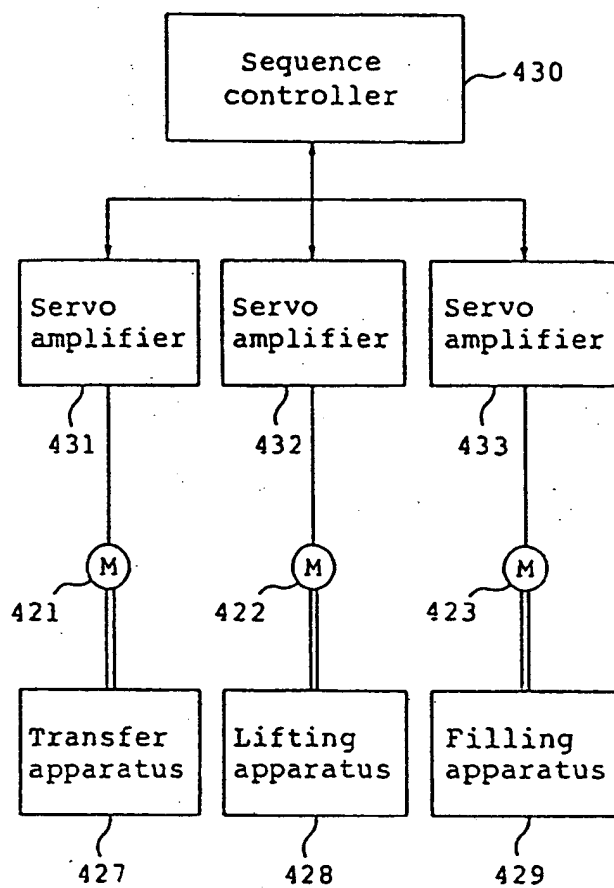 Sequence
controller
430
Servo
amplifier
Servo
amplifier
Servo
amplifier
431
432
433
M
M
M
421
422
423
Transfer
apparatus
Lifting
apparatus
Filling
apparatus
427
428
429